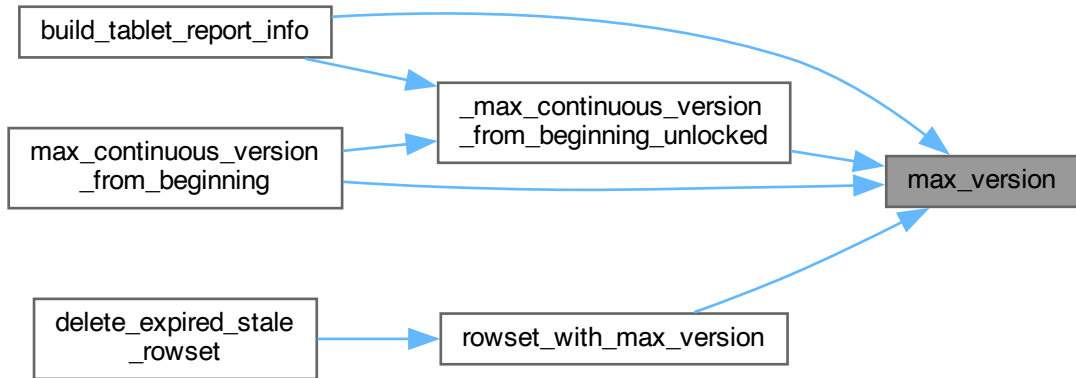 build_tablet_report_info
_max_continuous_version
_from_beginning_unlocked
max_continuous_version
_from_beginning
max_version
delete_expired_stale
_rowset
rowset_with_max_version